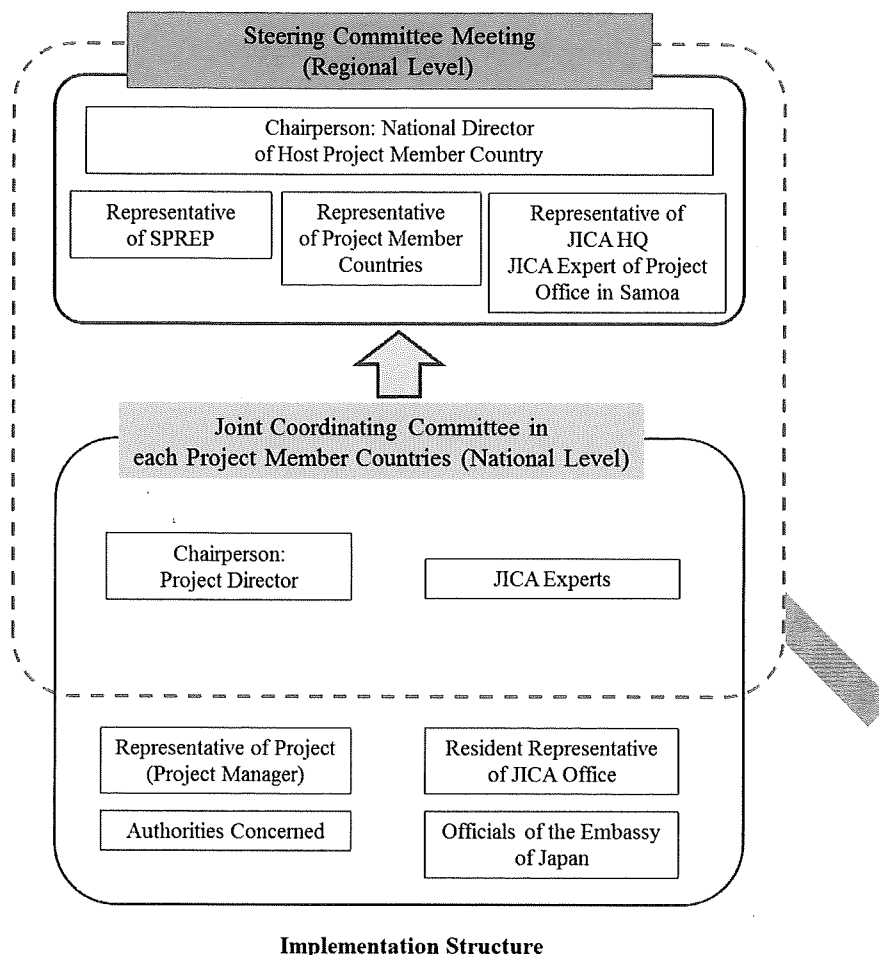 Steering Committee Meeting
(Regional Level)
Chairperson: National Director
of Host Project Member Country
Representative
of SPREP
Representative
of Project Member
Countries
Representative of
JICA HQ
JICA Expert of Project
Office in Samoa
Joint Coordinating Committee in
each Project Member Countries (National Level)
Chairperson:
Project Director
JICA Experts
Representative of Project
(Project Manager)
Resident Representative
of JICA Office
Authorities Concerned
Officials of the Embassy
of Japan
Implementation Structure